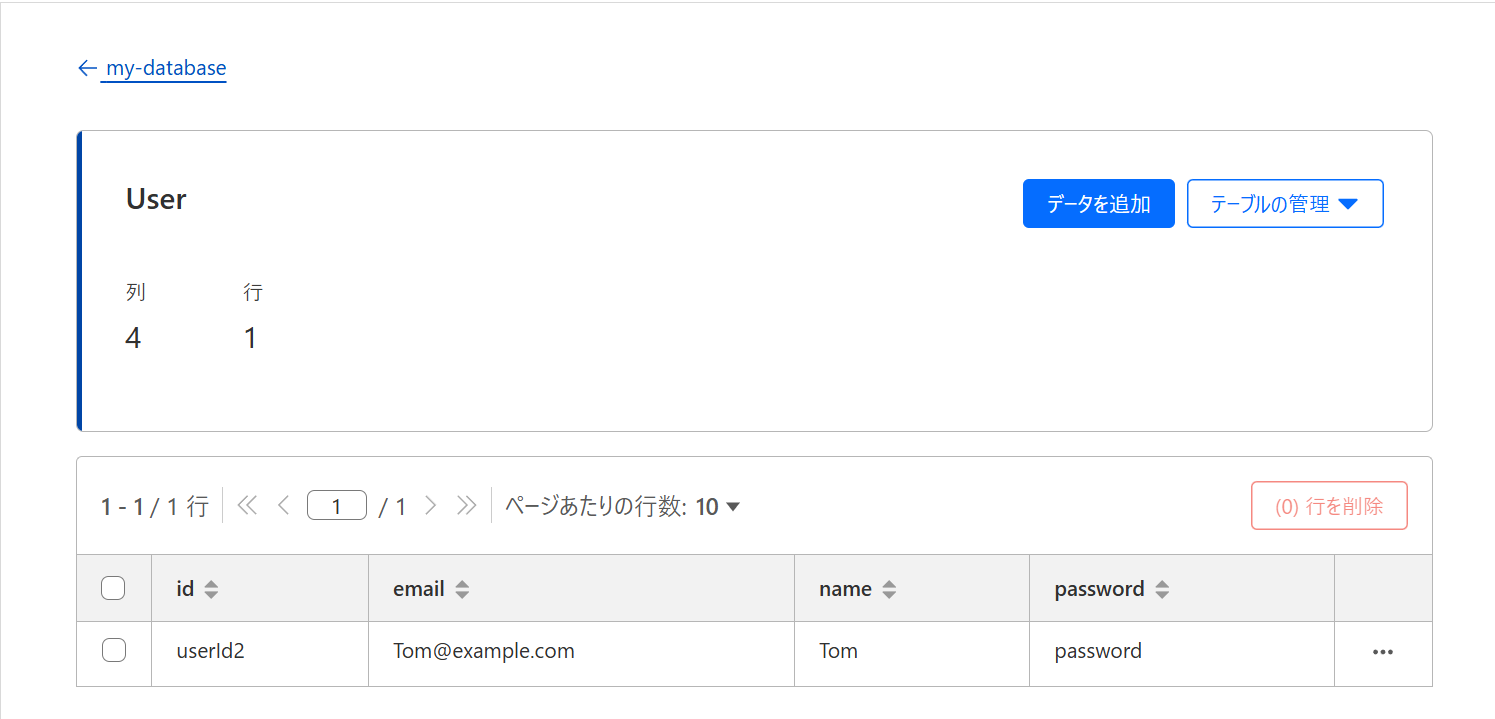 ← my-database
User
データを追加 テーブルの管理
列 行
4 1
1 - 1 / 1 行 1 / 1 ページあたりの行数: 10 (0) 行を削除
id email name password
userId2 Tom@example.com Tom password •••